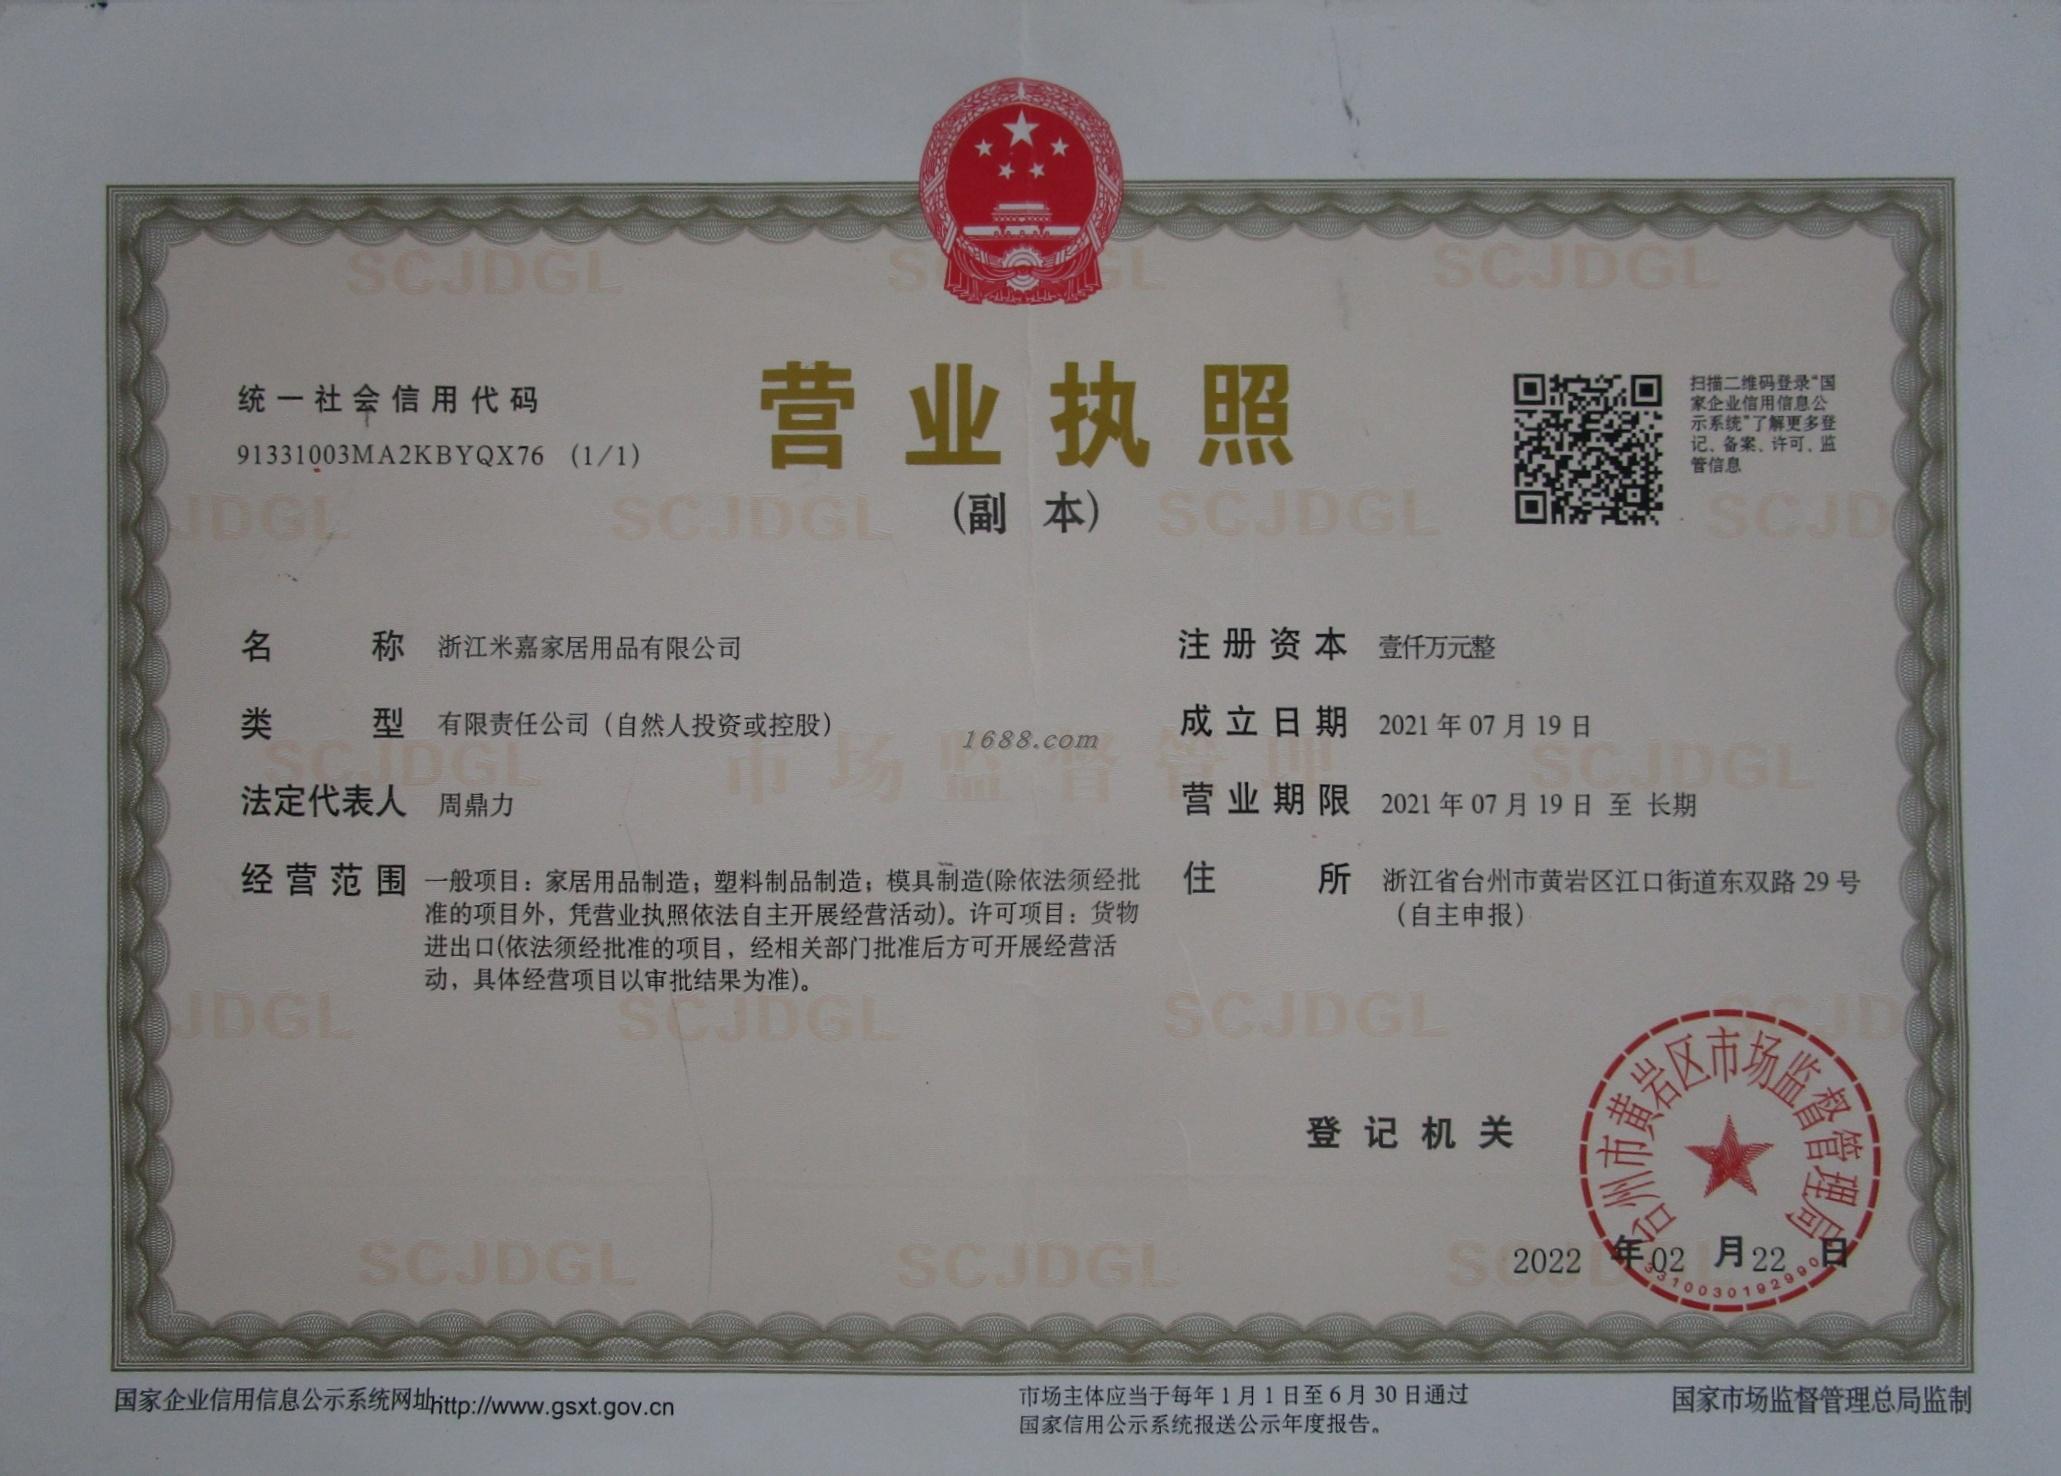 营业执照
(副 本)
统一社会信用代码
91331003MA2KBYQX76 (1/1)
扫描二维码登录"国
家企业信用信息公
示系统"了解更多登
记、备案、许可、监
管信息
名称 浙江米嘉家居用品有限公司
类型 有限责任公司（自然人投资或控股）
法定代表人 周鼎力
经营范围 一般项目：家居用品制造；塑料制品制造；模具制造(除依法须经批
准的项目外，凭营业执照依法自主开展经营活动)。许可项目：货物
进出口(依法须经批准的项目，经相关部门批准后方可开展经营活
动，具体经营项目以审批结果为准)。
注册资本 壹仟万元整
成立日期 2021年07月19日
营业期限 2021年07月19日 至 长期
住所 浙江省台州市黄岩区江口街道东双路29号
（自主申报）
1688.com
市场监督管理
SCJDGL
登记机关
台州市黄岩区市场监督管理局
3310030192990
2022 年02 月22 日
国家企业信用信息公示系统网址http://www.gsxt.gov.cn
市场主体应当于每年1月1日至6月30日通过
国家信用公示系统报送公示年度报告。
国家市场监督管理总局监制